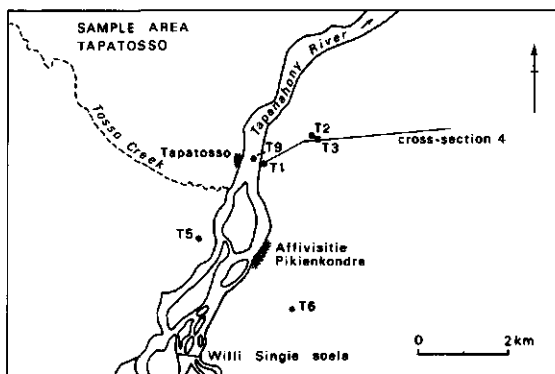 SAMPLE AREA
TAPATOSSO
Tapanahony River
Tosso Creek
T2
T3
cross-section 4
Tapatosso
T9
T1
T5
Affivisitie
Pikienkondre
T6
Willi Singie soela
0 2km